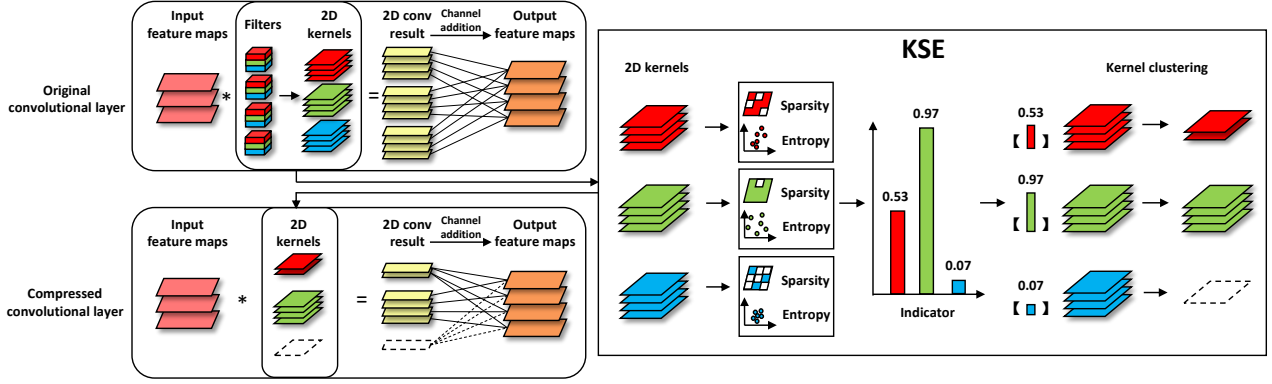 Input
feature maps
Filters
2D
kernels
2D conv
result
Channel
addition
Output
feature maps
Original
convolutional layer
*
=
Input
feature maps
2D
kernels
2D conv
result
Channel
addition
Output
feature maps
Compressed
convolutional layer
*
=
KSE
2D kernels
Kernel clustering
Sparsity
Entropy
Sparsity
Entropy
Sparsity
Entropy
0.53
0.97
0.07
Indicator
0.53
【 】
0.97
【 】
0.07
【 】